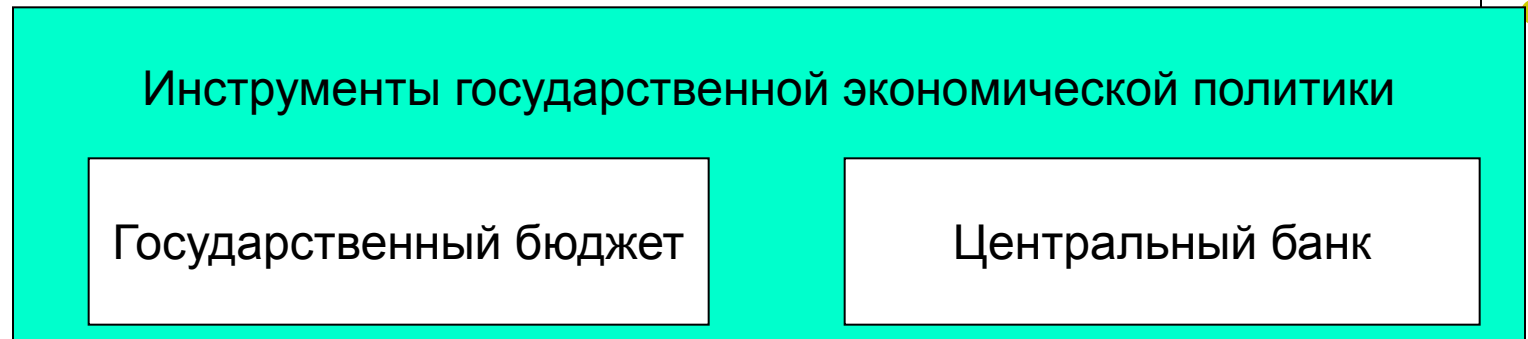 Инструменты государственной экономической политики
Государственный бюджет
Центральный банк